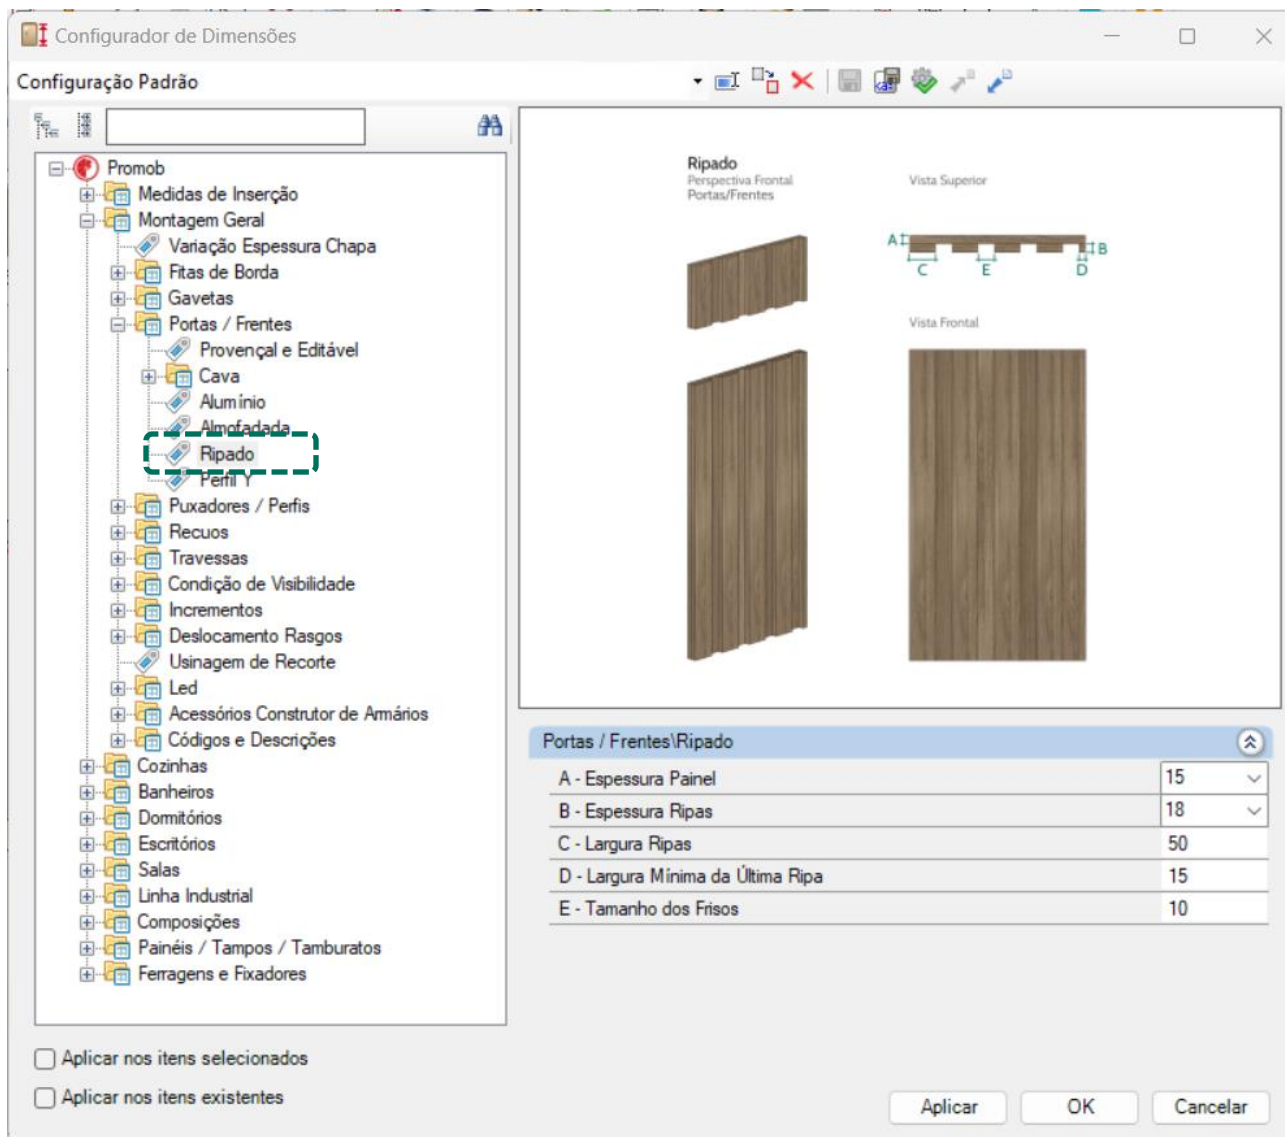 Configurador de Dimensões
Configuração Padrão
Promob
Medidas de Inserção
Montagem Geral
Variação Espessura Chapa
Fitas de Borda
Gavetas
Portas / Frentes
Provençal e Editável
Cava
Alumínio
Almofadada
Ripado
Perfil Y
Puxadores / Perfis
Recuos
Travessas
Condição de Visibilidade
Incrementos
Deslocamento Rasgos
Usinagem de Recorte
Led
Acessórios Construtor de Armários
Códigos e Descrições
Cozinhas
Banheiros
Dormitórios
Escritórios
Salas
Linha Industrial
Composições
Painéis / Tampos / Tamburatos
Ferragens e Fixadores
Ripado
Perspectiva Frontal
Portas/Frentes
Vista Superior
A
B
C
E
D
Vista Frontal
Portas / Frentes\Ripado
A - Espessura Painel 15
B - Espessura Ripas 18
C - Largura Ripas 50
D - Largura Mínima da Última Ripa 15
E - Tamanho dos Frisos 10
Aplicar nos itens selecionados
Aplicar nos itens existentes
Aplicar OK Cancelar